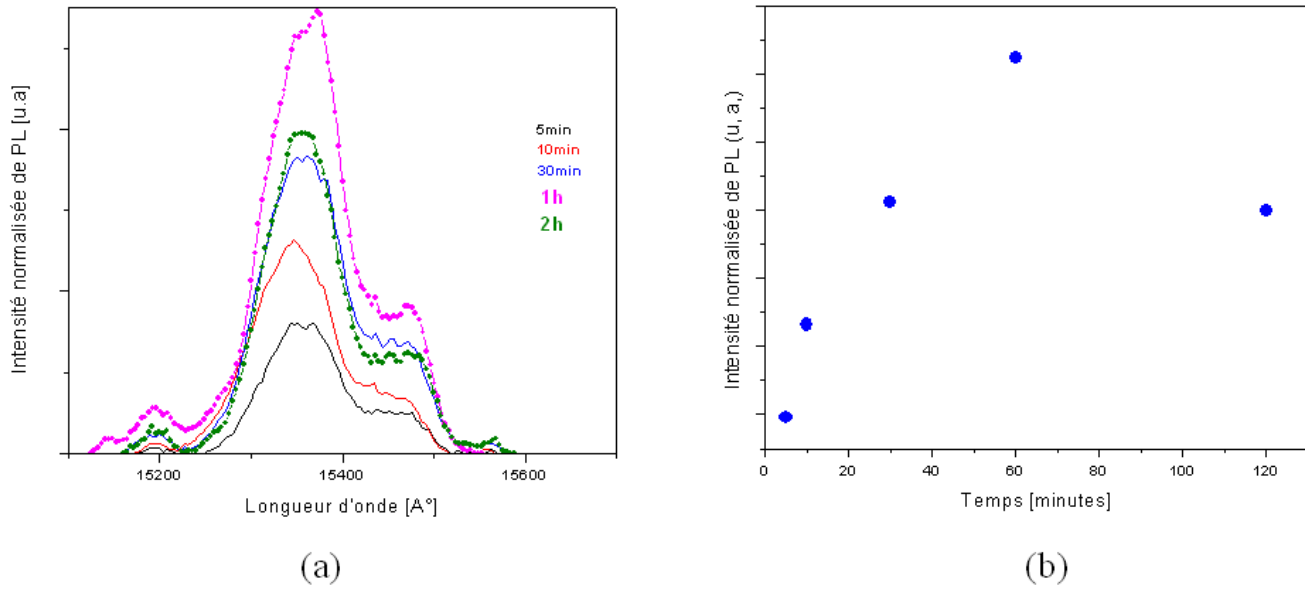 Intensité normalisée de PL [u.a]
5min
10min
30min
1h
2h
15200
15400
15600
Longueur d'onde [A°]
(a)
Intensité normalisée de PL (u, a,)
0
20
40
60
80
100
120
Temps [minutes]
(b)